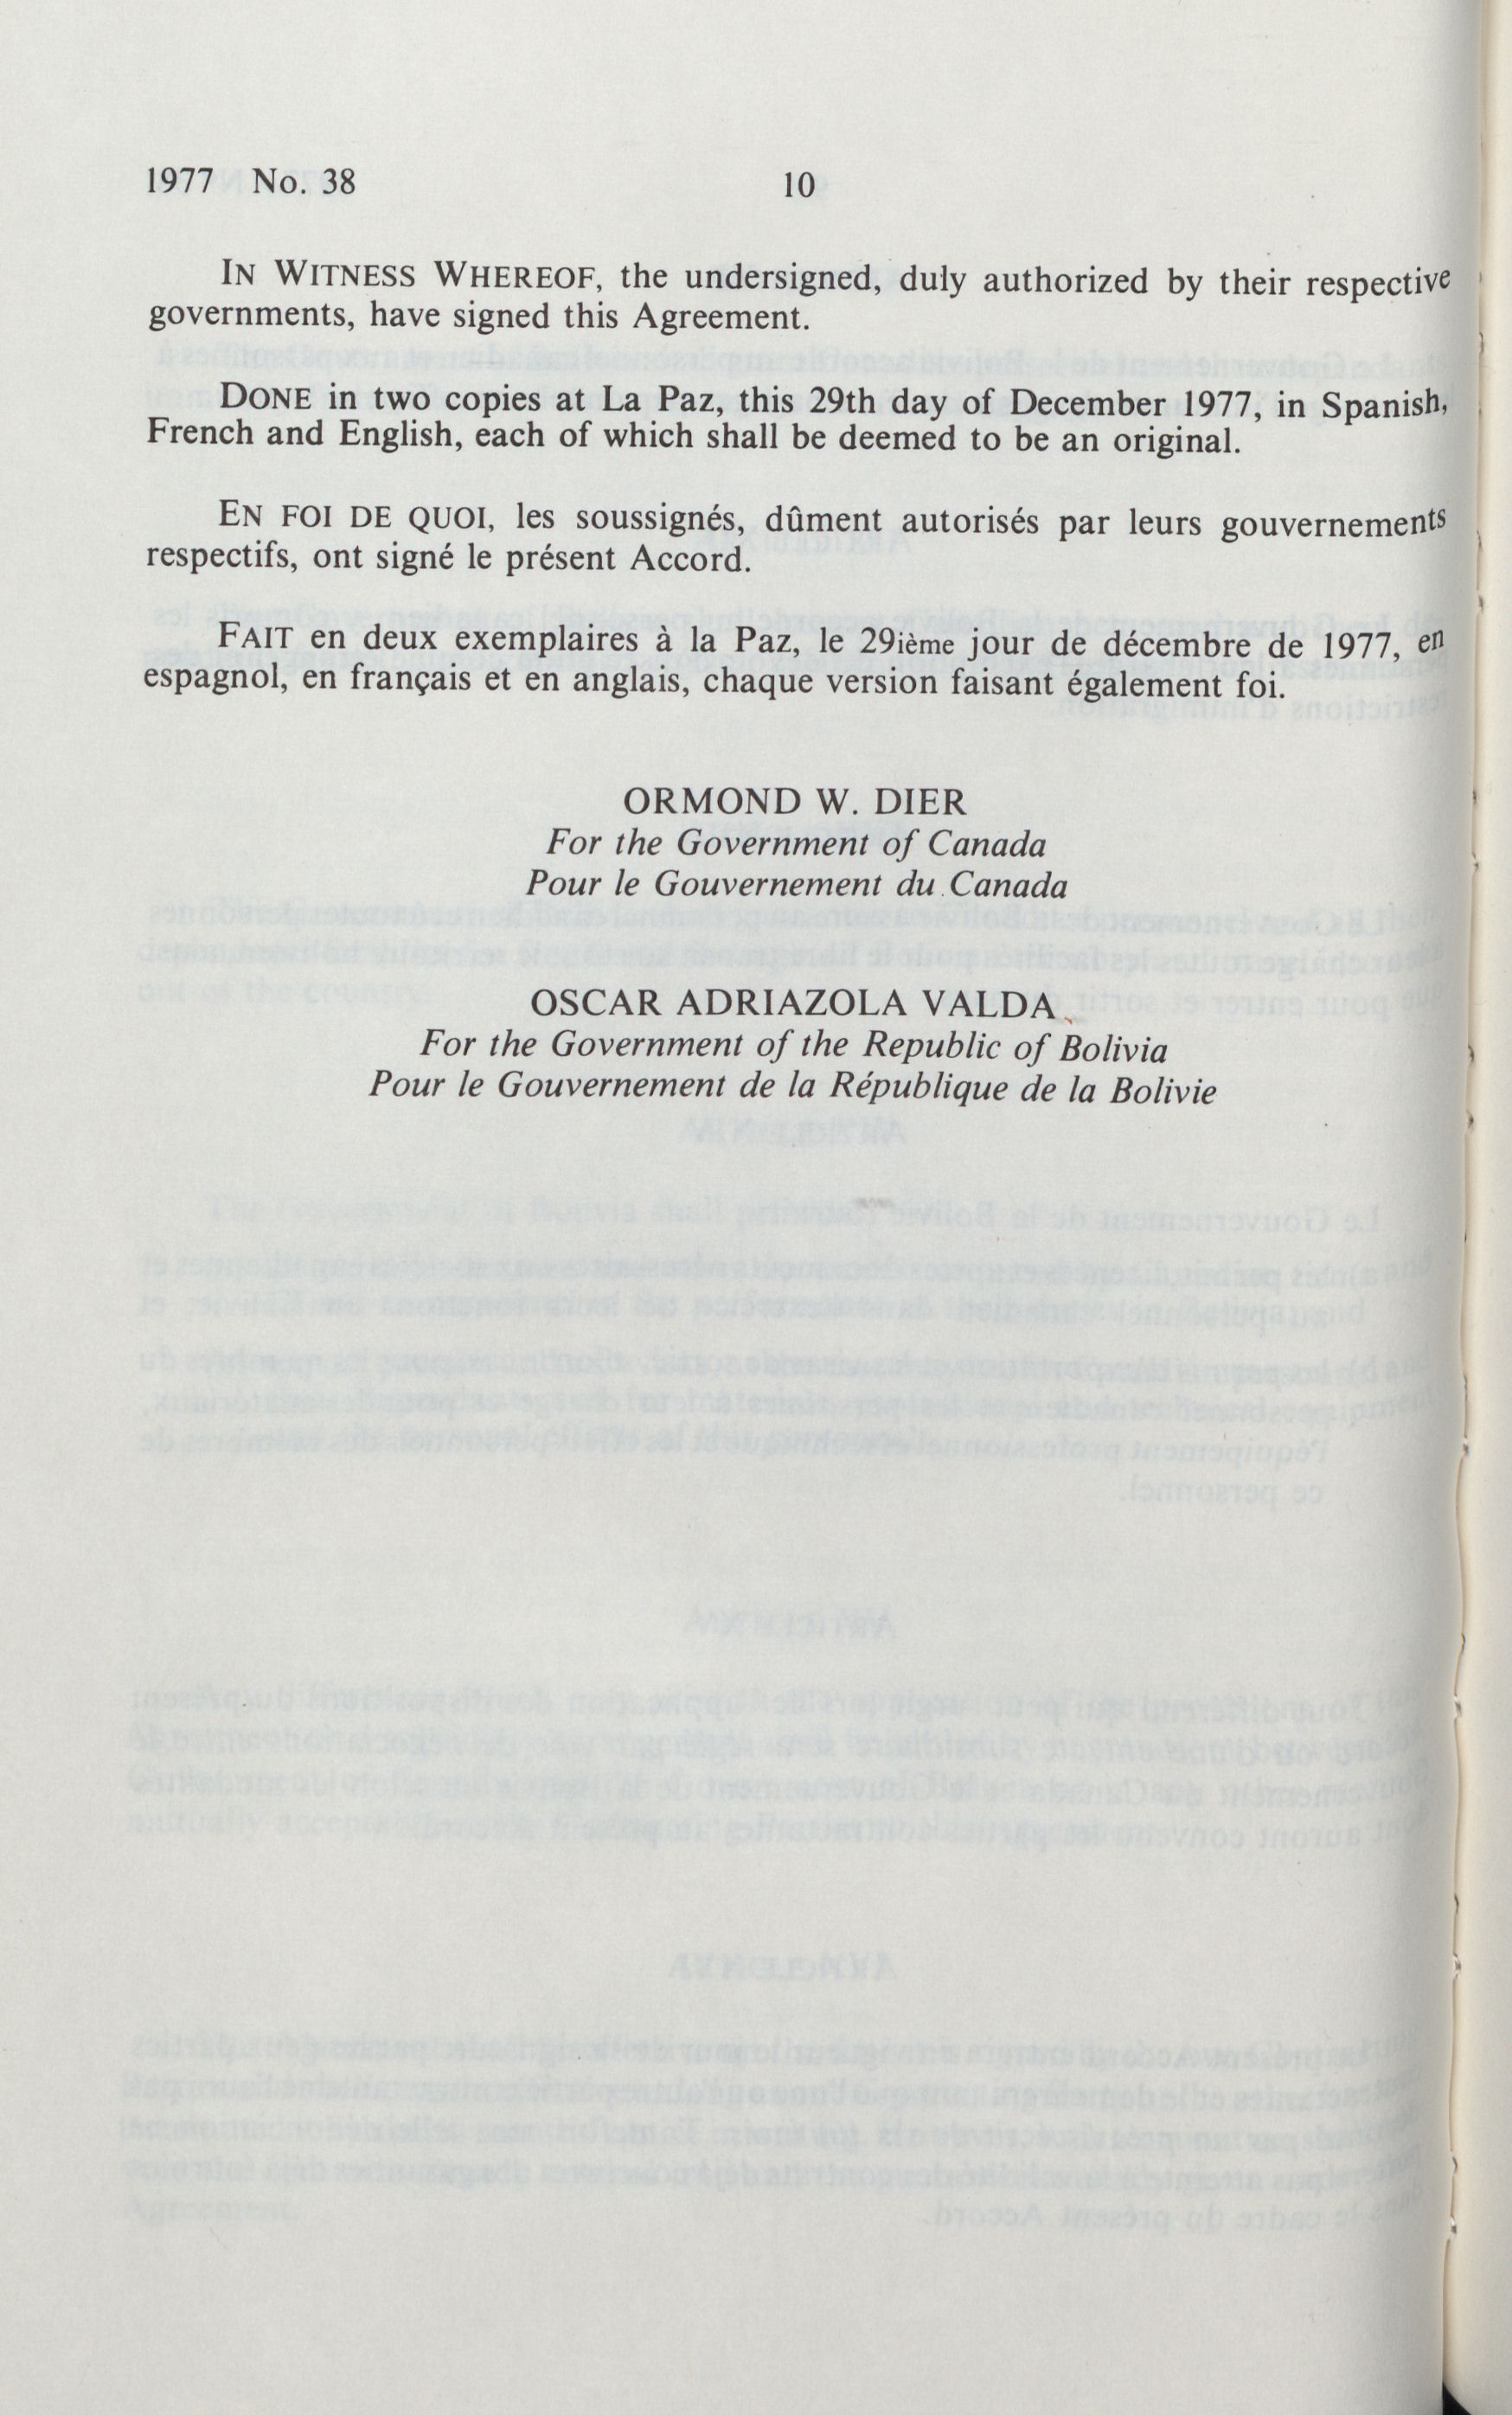 1977 No. 38 10
IN WITNESS WHEREOF, the undersigned, duly authorized by their respective
governments, have signed this Agreement.
DONE in two copies at La Paz, this 29th day of December 1977, in Spanish,
French and English, each of which shall be deemed to be an original.
EN FOI DE QUOI, les soussignés, dûment autorisés par leurs gouvernements
respectifs, ont signé le présent Accord.
FAIT en deux exemplaires à la Paz, le 29ième jour de décembre de 1977, en
espagnol, en français et en anglais, chaque version faisant également foi.
ORMOND W. DIER
For the Government of Canada
Pour le Gouvernement du Canada
OSCAR ADRIAZOLA VALDA
For the Government of the Republic of Bolivia
Pour le Gouvernement de la République de la Bolivie